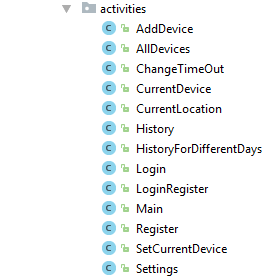 activities
AddDevice
AllDevices
ChangeTimeOut
CurrentDevice
CurrentLocation
History
HistoryForDifferentDays
Login
LoginRegister
Main
Register
SetCurrentDevice
Settings